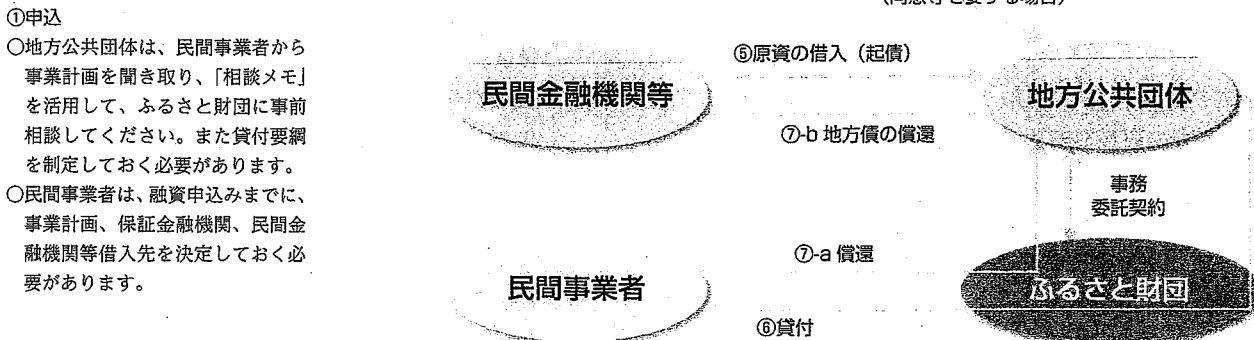 ①申込
○地方公共団体は、民間事業者から
事業計画を聞き取り、「相談メモ」
を活用して、ふるさと財団に事前
相談してください。また貸付要綱
を制定しておく必要があります。
○民間事業者は、融資申込みまでに、
事業計画、保証金融機関、民間金
融機関等借入先を決定しておく必
要があります。
⑤原資の借入（起債）
民間金融機関等
地方公共団体
⑦-b 地方債の償還
事務
委託契約
⑦-a 償還
民間事業者
ふるさと財団
⑥貸付